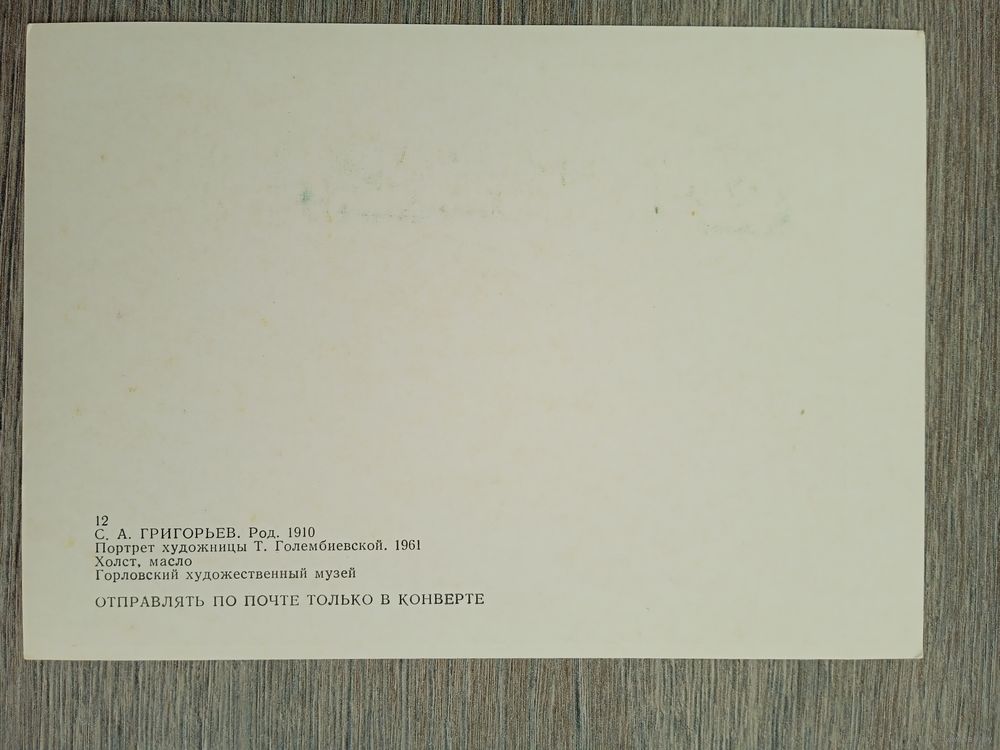 12
С. А. ГРИГОРЬЕВ. Род. 1910
Портрет художницы Т. Голембиевской. 1961
Холст, масло
Горловский художественный музей
ОТПРАВЛЯТЬ ПО ПОЧТЕ ТОЛЬКО В КОНВЕРТЕ